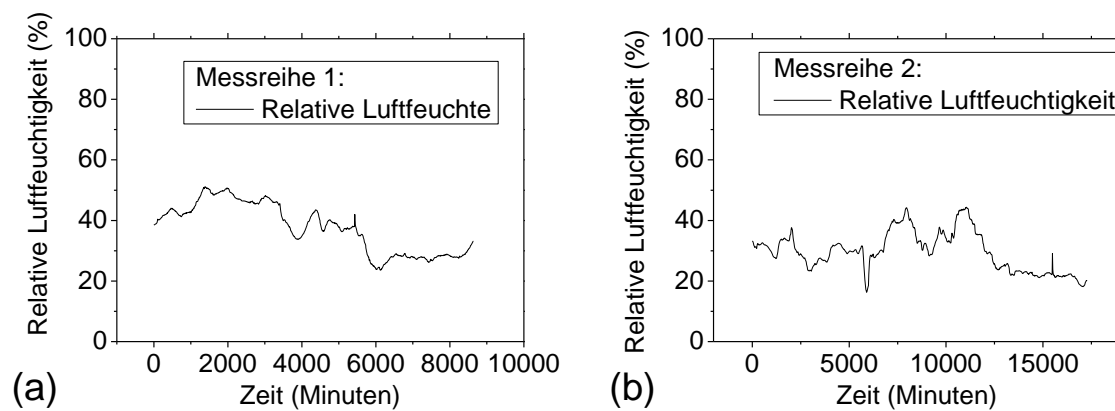 Relative Luftfeuchtigkeit (%)
100
80
60
40
20
0
Messreihe 1:
Relative Luftfeuchte
0 2000 4000 6000 8000 10000
Zeit (Minuten)
(a)
Relative Luftfeuchtigkeit (%)
100
80
60
40
20
0
Messreihe 2:
Relative Luftfeuchtigkeit
0 5000 10000 15000
Zeit (Minuten)
(b)